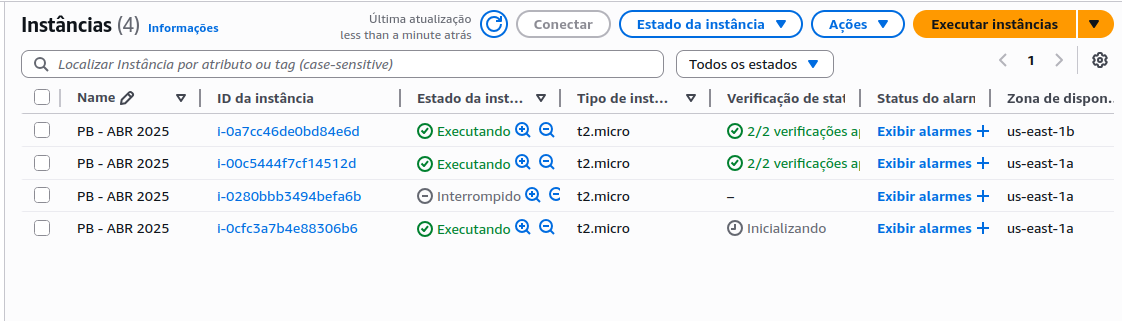 Instâncias (4) Informações
Última atualização
less than a minute atrás
Conectar
Estado da instância
Ações
Executar instâncias
Localizar Instância por atributo ou tag (case-sensitive)
Todos os estados
1
Name ID da instância Estado da inst... Tipo de inst... Verificação de stat Status do alarn Zona de dispon...
PB - ABR 2025 i-0a7cc46de0bd84e6d Executando t2.micro 2/2 verificações a Exibir alarmes us-east-1b
PB - ABR 2025 i-00c5444f7cf14512d Executando t2.micro 2/2 verificações a Exibir alarmes us-east-1a
PB - ABR 2025 i-0280bbb3494befa6b Interrompido t2.micro – Exibir alarmes us-east-1a
PB - ABR 2025 i-0cfc3a7b4e88306b6 Executando t2.micro Inicializando Exibir alarmes us-east-1a